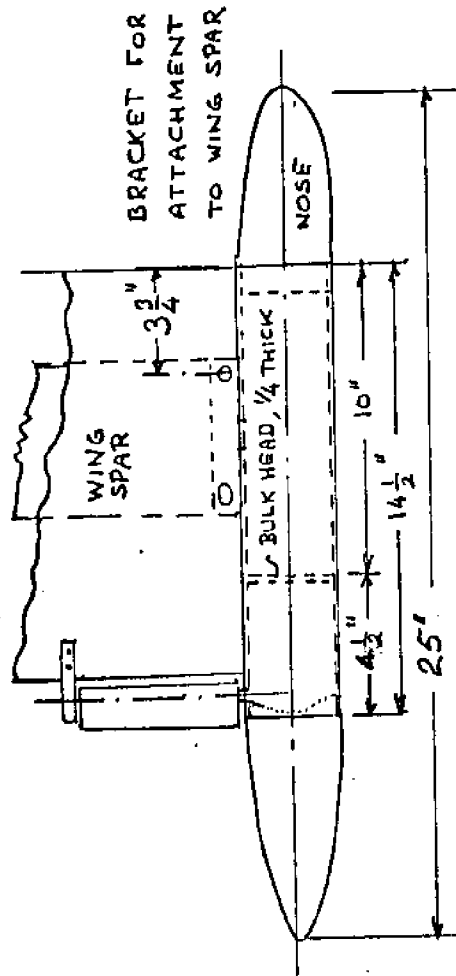 BRACKET FOR
ATTACHMENT
TO WING SPAR
3 3/4"
WING
SPAR
NOSE
BULK HEAD, 1/4 THICK
10"
4 1/2"
14 1/2"
25"